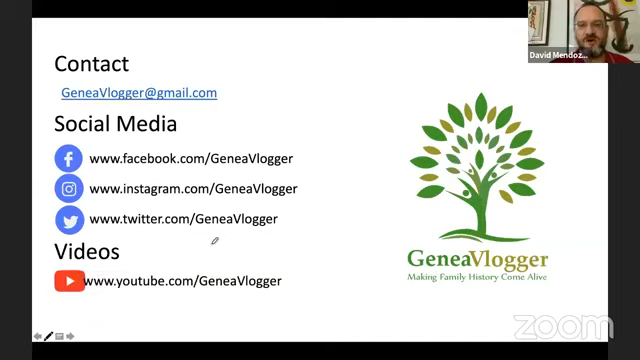 Contact
GeneaVlogger@gmail.com
Social Media
www.facebook.com/GeneaVlogger
www.instagram.com/GeneaVlogger
www.twitter.com/GeneaVlogger
Videos
www.youtube.com/GeneaVlogger
GeneaVlogger
Making Family History Come Alive
David Mendoz...
zoom